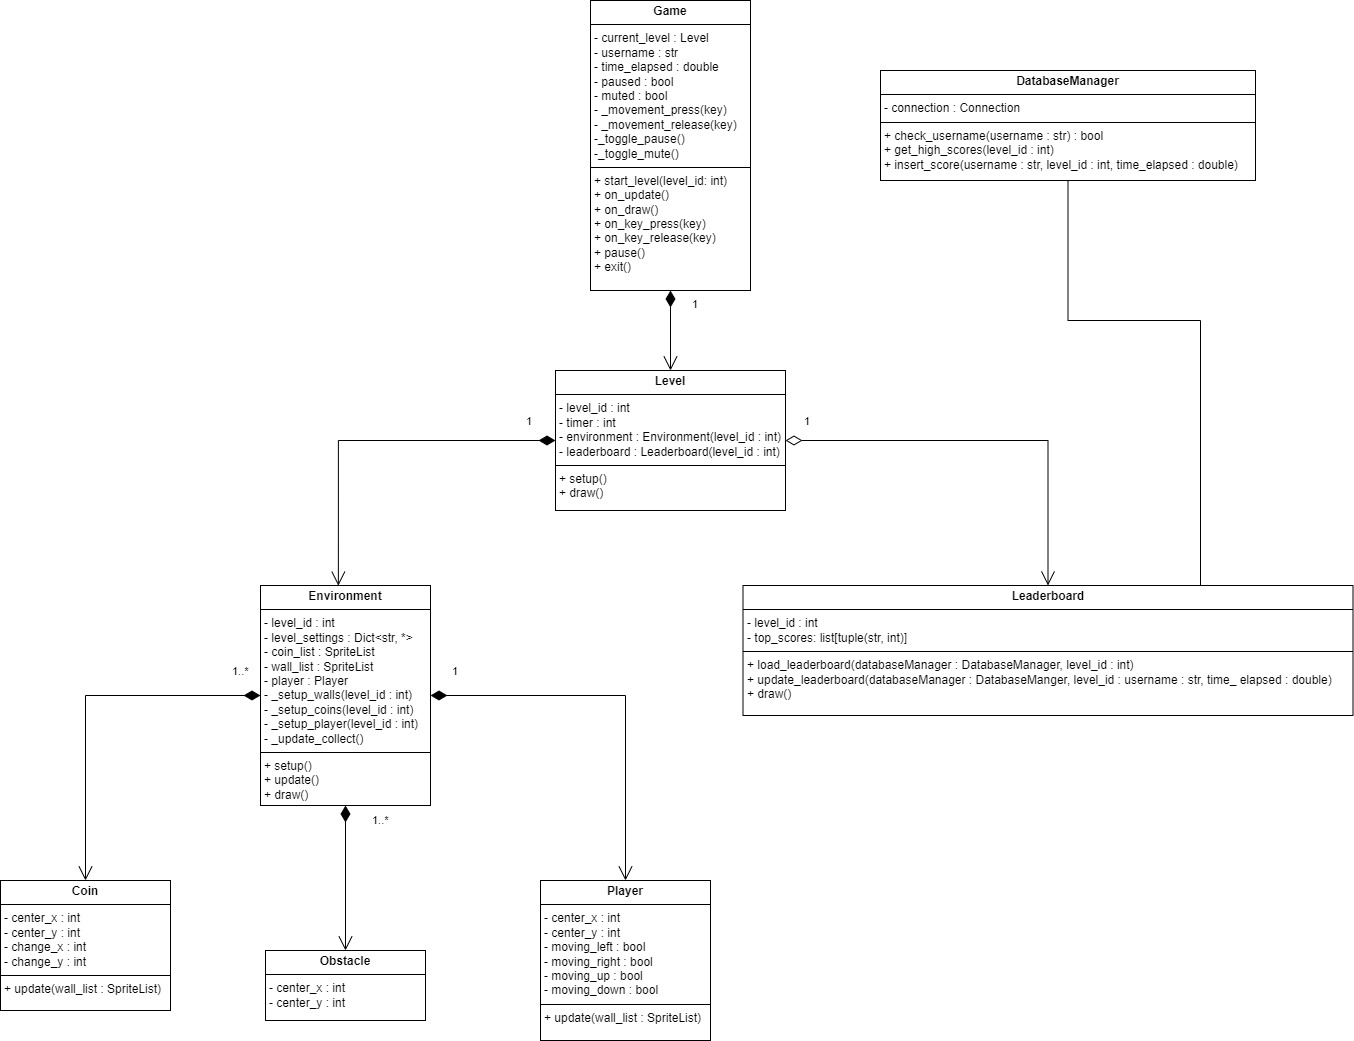 Game
- current_level : Level
- username : str
- time_elapsed : double
- paused : bool
- muted : bool
- _movement_press(key)
- _movement_release(key)
-_toggle_pause()
-_toggle_mute()
+ start_level(level_id: int)
+ on_update()
+ on_draw()
+ on_key_press(key)
+ on_key_release(key)
+ pause()
+ exit()
DatabaseManager
- connection : Connection
+ check_username(username : str) : bool
+ get_high_scores(level_id : int)
+ insert_score(username : str, level_id : int, time_elapsed : double)
1
Level
- level_id : int
- timer : int
- environment : Environment(level_id : int)
- leaderboard : Leaderboard(level_id : int)
+ setup()
+ draw()
1
1
Environment
- level_id : int
- level_settings : Dict<str, *>
- coin_list : SpriteList
- wall_list : SpriteList
- player : Player
- _setup_walls(level_id : int)
- _setup_coins(level_id : int)
- _setup_player(level_id : int)
- _update_collect()
+ setup()
+ update()
+ draw()
Leaderboard
- level_id : int
- top_scores: list[tuple(str, int)]
+ load_leaderboard(databaseManager : DatabaseManager, level_id : int)
+ update_leaderboard(databaseManager : DatabaseManger, level_id : username : str, time_ elapsed : double)
+ draw()
1..*
1
1..*
Coin
- center_x : int
- center_y : int
- change_x : int
- change_y : int
+ update(wall_list : SpriteList)
Obstacle
- center_x : int
- center_y : int
Player
- center_x : int
- center_y : int
- moving_left : bool
- moving_right : bool
- moving_up : bool
- moving_down : bool
+ update(wall_list : SpriteList)